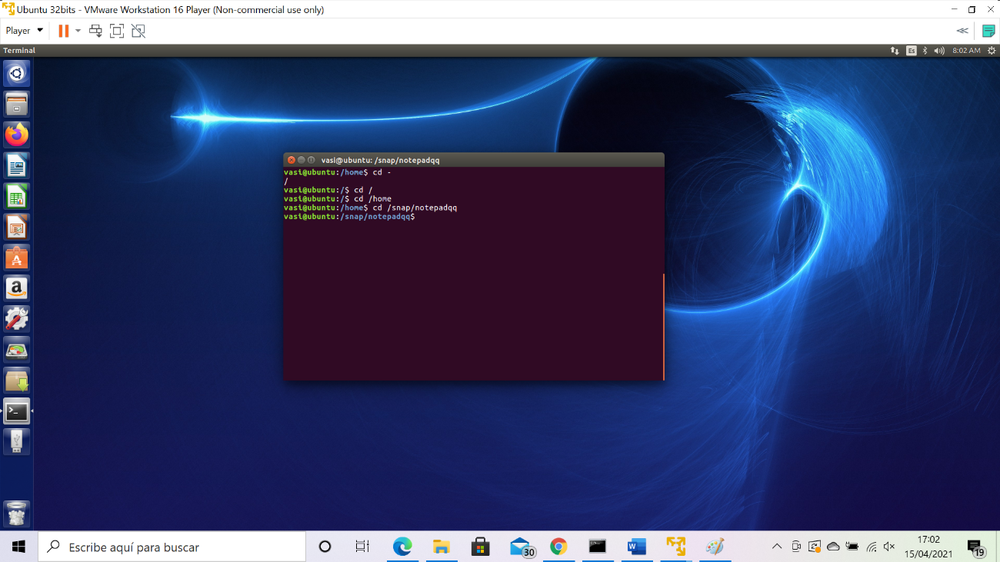 Ubuntu 32bits - VMware Workstation 16 Player (Non-commercial use only)
Player
Terminal
Es
8:02 AM
vasi@ubuntu: /snap/notepadqq
vasi@ubuntu:/home$ cd -
/
vasi@ubuntu:/$ cd /
vasi@ubuntu:/$ cd /home
vasi@ubuntu:/home$ cd /snap/notepadqq
vasi@ubuntu:/snap/notepadqq$
Escribe aquí para buscar
30
17:02
15/04/2021
19